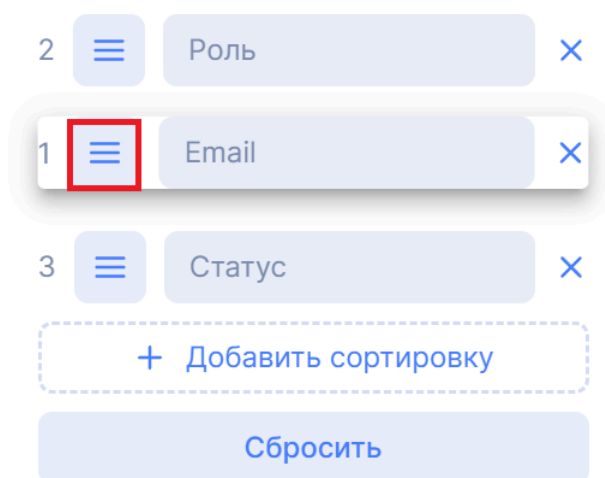 2 Роль
1 Email
3 Статус
+ Добавить сортировку
Сбросить